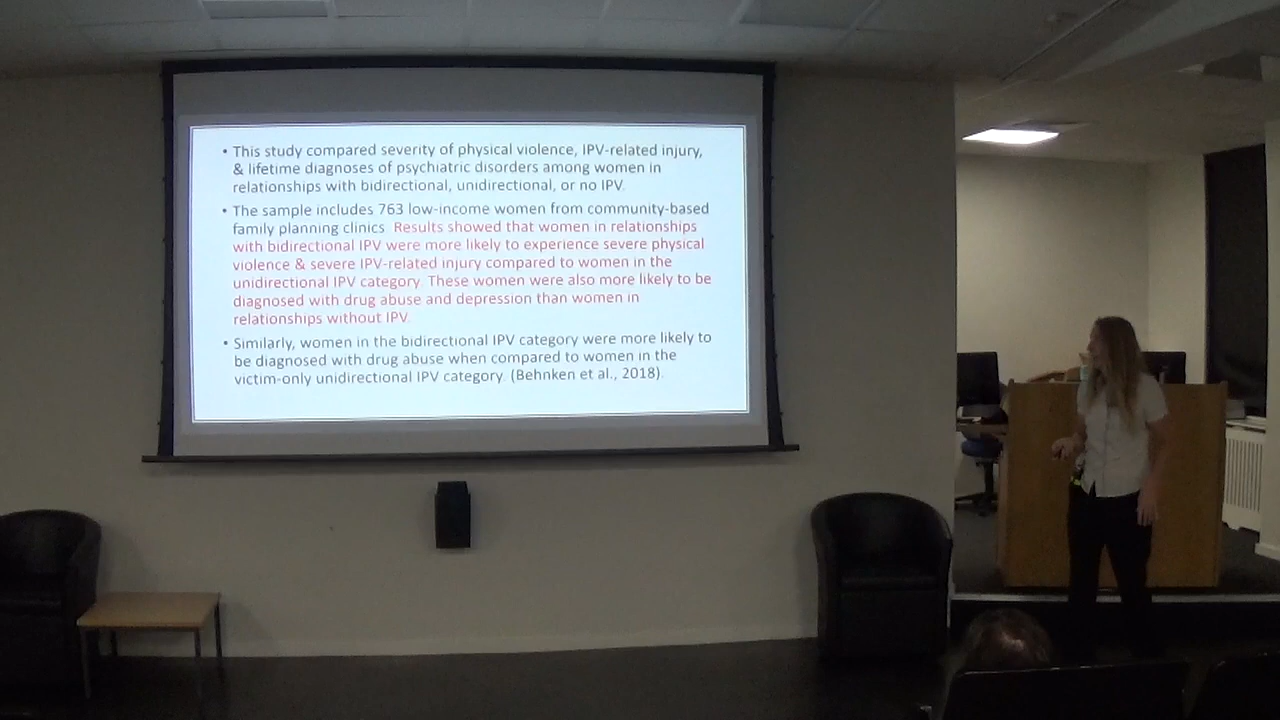 • This study compared severity of physical violence, IPV-related injury,
& lifetime diagnoses of psychiatric disorders among women in
relationships with bidirectional, unidirectional, or no IPV.
• The sample includes 763 low-income women from community-based
family planning clinics. Results showed that women in relationships
with bidirectional IPV were more likely to experience severe physical
violence & severe IPV-related injury compared to women in the
unidirectional IPV category. These women were also more likely to be
diagnosed with drug abuse and depression than women in
relationships without IPV.
• Similarly, women in the bidirectional IPV category were more likely to
be diagnosed with drug abuse when compared to women in the
victim-only unidirectional IPV category. (Behnken et al., 2018).